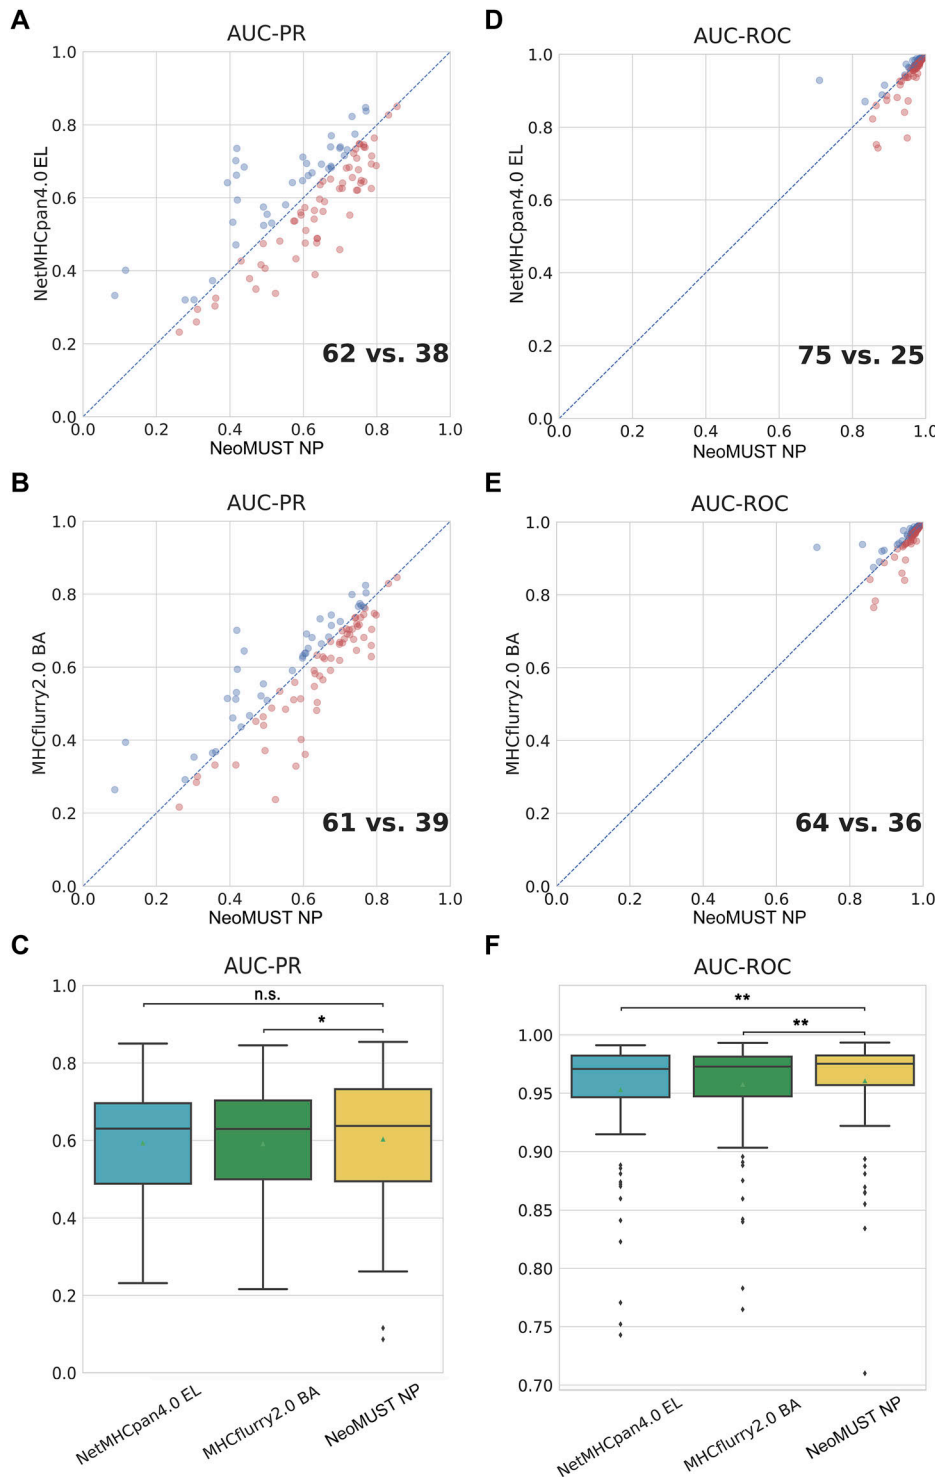 A
AUC-PR
1.0
0.8
0.6
0.4
0.2
0.0
NetMHCpan4.0 EL
62 vs. 38
0.0 0.2 0.4 0.6 0.8 1.0
NeoMUST NP
D
AUC-ROC
1.0
0.8
0.6
0.4
0.2
0.0
NetMHCpan4.0 EL
75 vs. 25
0.0 0.2 0.4 0.6 0.8 1.0
NeoMUST NP
B
AUC-PR
1.0
0.8
0.6
0.4
0.2
0.0
MHCflurry2.0 BA
61 vs. 39
0.0 0.2 0.4 0.6 0.8 1.0
NeoMUST NP
E
AUC-ROC
1.0
0.8
0.6
0.4
0.2
0.0
MHCflurry2.0 BA
64 vs. 36
0.0 0.2 0.4 0.6 0.8 1.0
NeoMUST NP
C
AUC-PR
n.s.
*
1.0
0.8
0.6
0.4
0.2
0.0
NetMHCpan4.0 EL
MHCflurry2.0 BA
NeoMUST NP
F
AUC-ROC
**
**
1.00
0.95
0.90
0.85
0.80
0.75
0.70
NetMHCpan4.0 EL
MHCflurry2.0 BA
NeoMUST NP